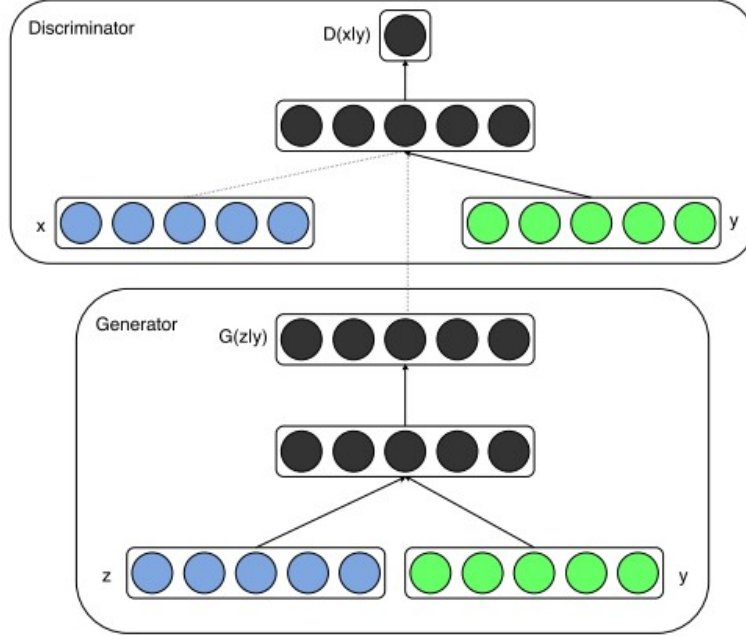 Discriminator
D(x|y)
x
y
Generator
G(z|y)
z
y